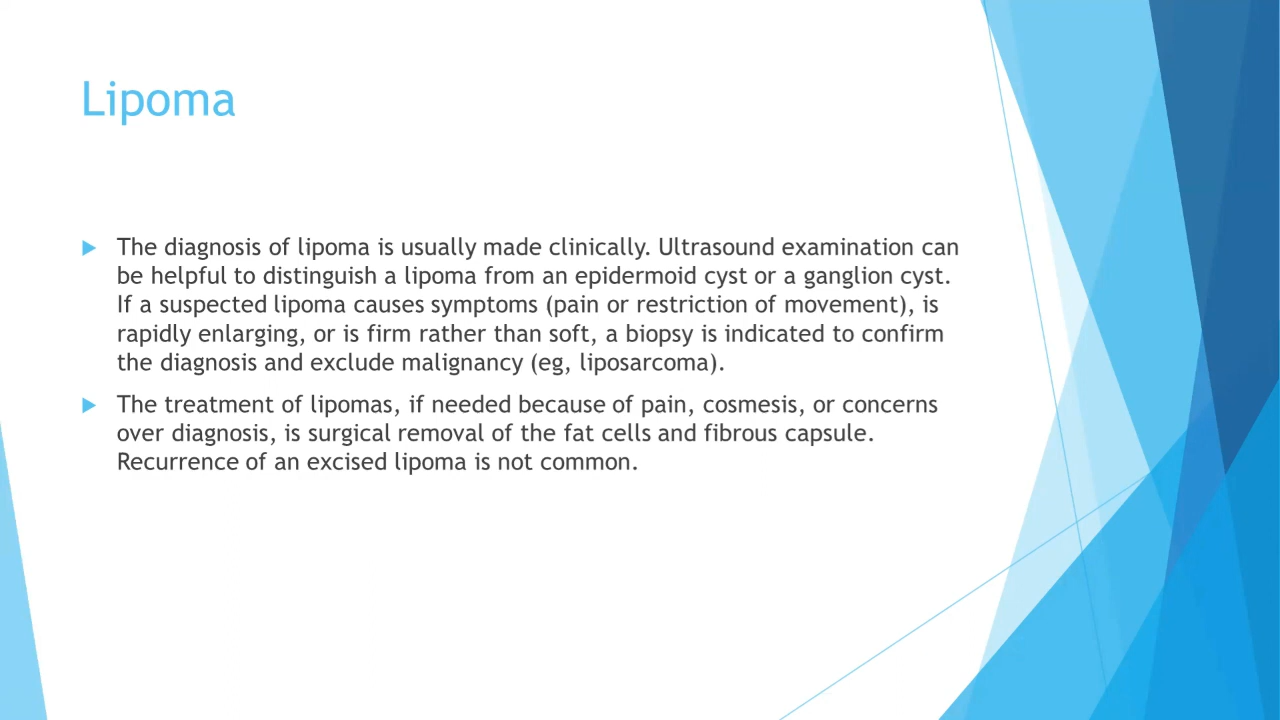 Lipoma
The diagnosis of lipoma is usually made clinically. Ultrasound examination can
be helpful to distinguish a lipoma from an epidermoid cyst or a ganglion cyst.
If a suspected lipoma causes symptoms (pain or restriction of movement), is
rapidly enlarging, or is firm rather than soft, a biopsy is indicated to confirm
the diagnosis and exclude malignancy (eg, liposarcoma).
The treatment of lipomas, if needed because of pain, cosmesis, or concerns
over diagnosis, is surgical removal of the fat cells and fibrous capsule.
Recurrence of an excised lipoma is not common.